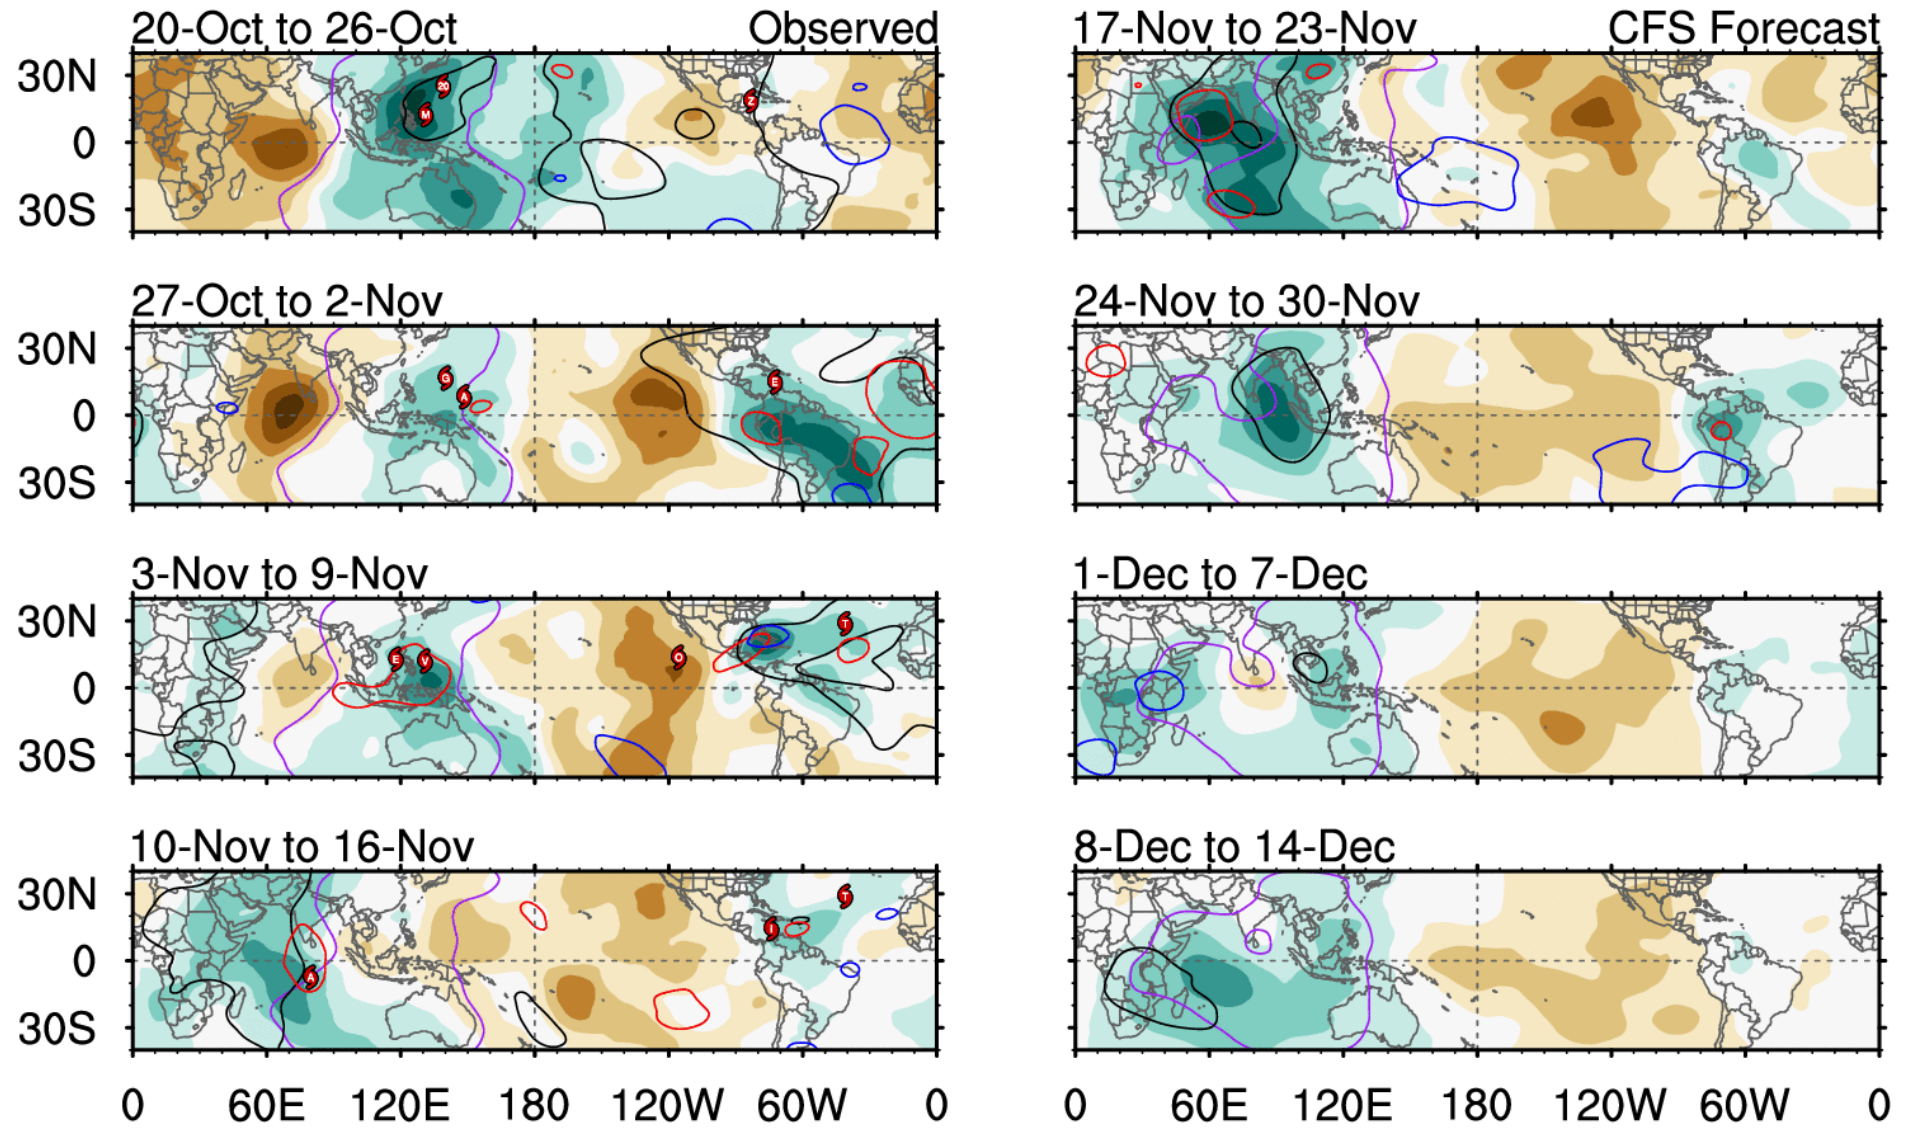 20-Oct to 26-Oct Observed
30N
0
30S
M
20
Z
27-Oct to 2-Nov
30N
0
30S
G
A
E
3-Nov to 9-Nov
30N
0
30S
E
V
O
T
10-Nov to 16-Nov
30N
0
30S
A
I
T
0 60E 120E 180 120W 60W 0
17-Nov to 23-Nov CFS Forecast
24-Nov to 30-Nov
1-Dec to 7-Dec
8-Dec to 14-Dec
0 60E 120E 180 120W 60W 0